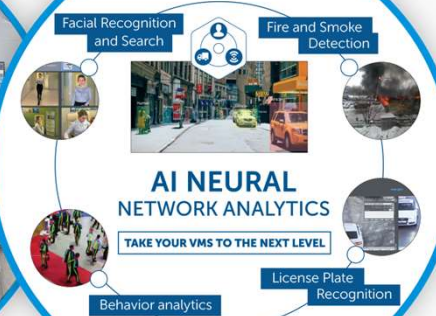 Facial Recognition
and Search
Fire and Smoke
Detection
AI NEURAL
NETWORK ANALYTICS
TAKE YOUR VMS TO THE NEXT LEVEL
License Plate
Recognition
Behavior analytics